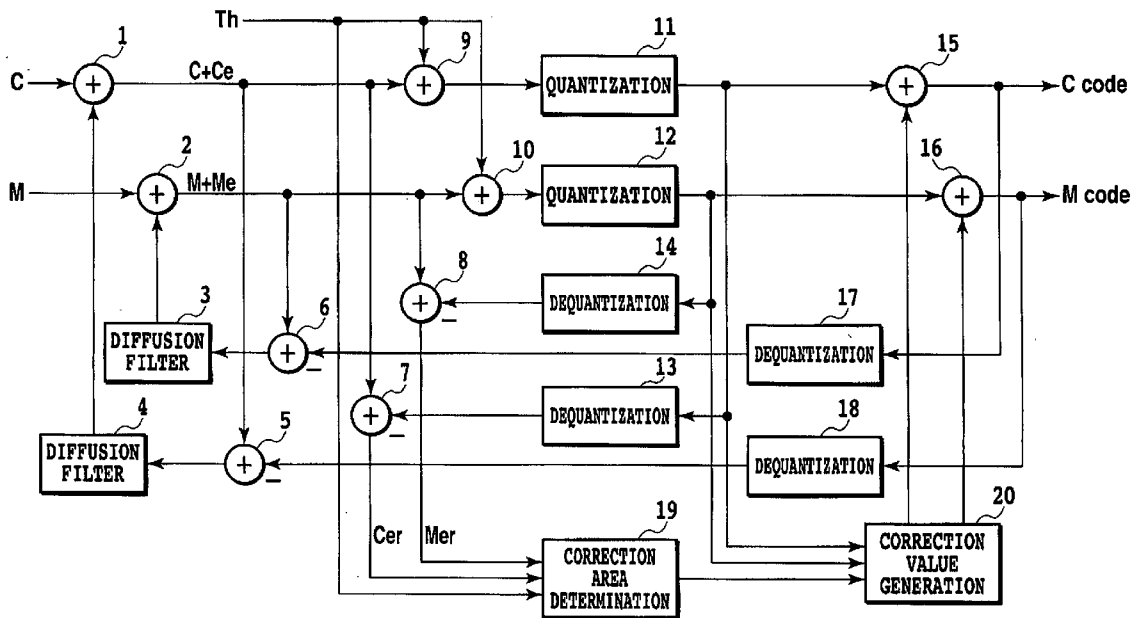 Th
1
9
11
15
C
C+Ce
QUANTIZATION
C code
2
10
12
16
M
M+Me
QUANTIZATION
M code
3
6
8
14
17
DIFFUSION
FILTER
DEQUANTIZATION
DEQUANTIZATION
−
−
4
5
7
13
18
DIFFUSION
FILTER
DEQUANTIZATION
DEQUANTIZATION
−
−
Cer
Mer
19
20
CORRECTION
AREA
DETERMINATION
CORRECTION
VALUE
GENERATION